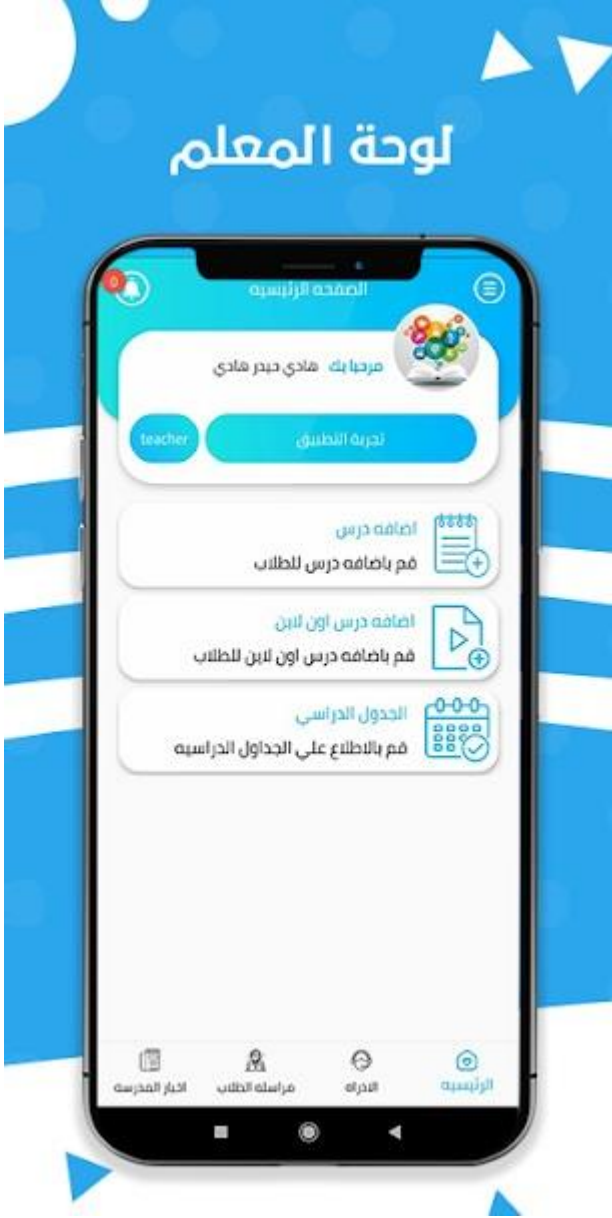 لوحة المعلم
الصفحه الرئيسيه
0
مرحبا بك هادي حيدر هادي
تجربة التطبيق
teacher
اضافه درس
قم باضافه درس للطلاب
اضافه درس اون لاين
قم باضافه درس اون لاين للطلاب
الجدول الدراسي
قم بالاطلاع علي الجداول الدراسيه
الرئيسيه
الادراه
مراسله الطلاب
اخبار المدرسه